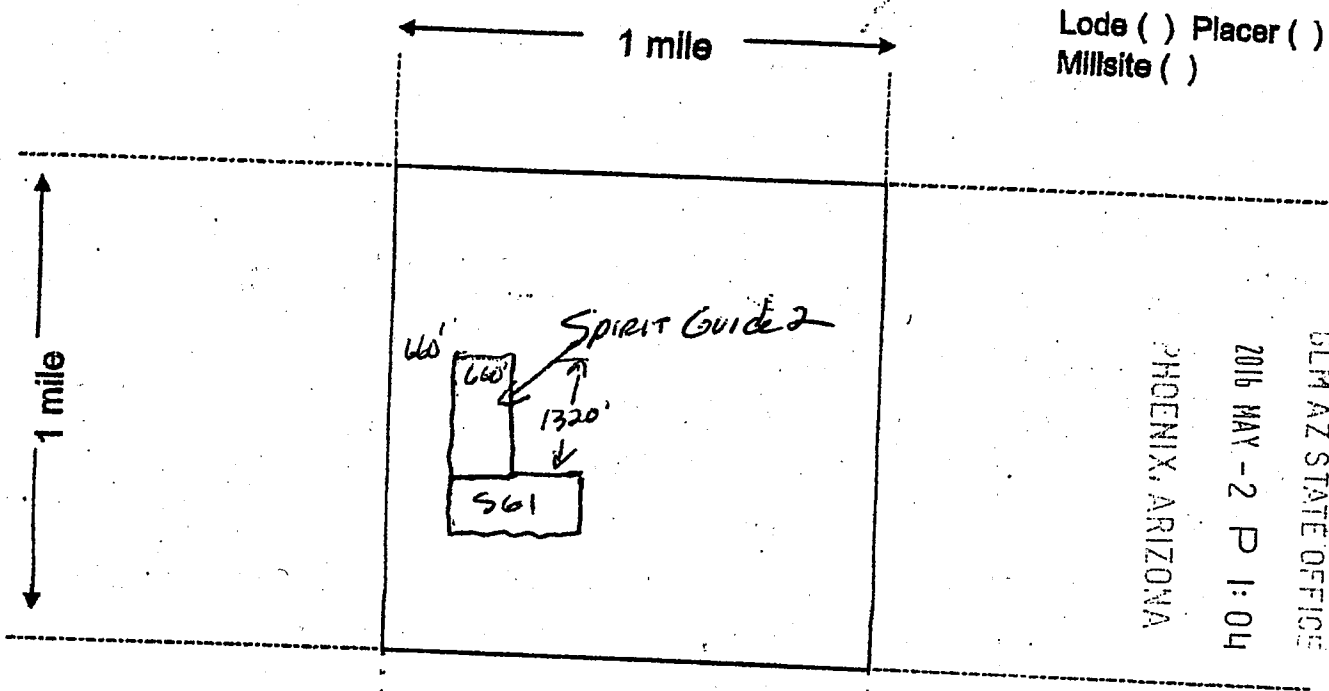 Lode ( ) Placer ( )
Millsite ( )
1 mile
1 mile
SPIRIT GUIDE 2
660'
660'
1320'
SG1
BLM AZ STATE OFFICE
2016 MAY -2 P 1:04
PHOENIX, ARIZONA